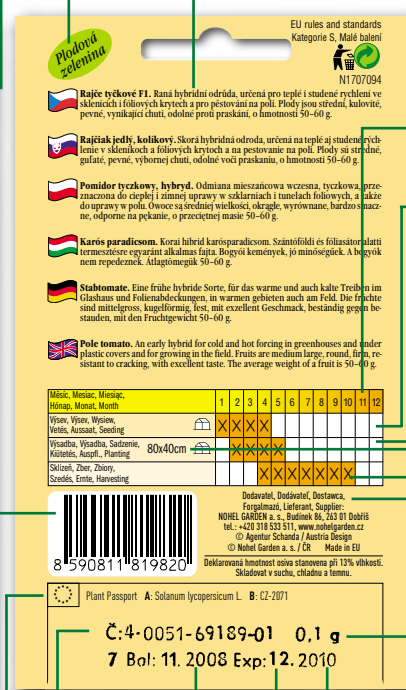 Plodová
zelenina
EU rules and standards
Kategorie S, Malé balení
N1707094
Rajče tyčkové F1. Raná hybridní odrůda, určená pro teplé i studené rychlení ve
sklenících i fóliových krytech a pro pěstování na poli. Plody jsou střední, kulovité,
pevné, vynikající chuti, odolné proti praskání, o hmotnosti 50–60 g.
Rajčiak jedlý, kolíkový. Skorá hybridná odroda, určená na teplé aj studené rých-
lenie v skleníkoch a fóliových krytoch a na pestovanie na poli. Plody sú stredné,
guľaté, pevné, výbornej chuti, odolné voči praskaniu, o hmotnosti 50–60 g.
Pomidor tyczkowy, hybryd. Odmiana mieszańcowa wczesna, tyczkowa, prze-
znaczona do ciepłej i zimnej uprawy w szklarniach i tunelach foliowych, a także
do uprawy w polu. Owoce są średniej wielkości, okrągłe, wyrównane, bardzo smacz-
ne, odporne na pękanie, o przeciętnej masie 50–60 g.
Karós paradicsom. Korai hibrid karósparadicsom. Szántóföldi és fóliasátor alatti
termesztésre egyaránt alkalmas fajta. Bogyói kemények, jó minőségűek. A bogyók
nem repedeznek. Átlagtömegük 50–60 g.
Stabtomate. Eine frühe hybride Sorte, für das warme und auch kalte Treiben im
Glashaus und Folienabdeckungen, in warmen gebieten auch am Feld. Die früchte
sind mittelgross, kugelförmig, fest, mit exzellent Geschmack, beständig gegen be-
stauden, mit den Fruchtgewicht 50–60 g.
Pole tomato. An early hybrid for cold and hot forcing in greenhouses and under
plastic covers and for growing in the field. Fruits are medium large, round, firm, re-
sistant to cracking, with excellent taste. The average weight of a fruit is 50–60 g.
Měsíc, Mesiac, Miesiąc,
Hónap, Monat, Month
1 2 3 4 5 6 7 8 9 10 11 12
Výsev, Výsev, Wysiew,
Vetés, Aussaat, Seeding
X X X X
Výsadba, Výsadba, Sadzenie,
Kiütetés, Auspfl., Planting
80x40cm
X X X X
Sklizeń, Zber, Zbiory,
Szedés, Ernte, Harvesting
X X X X X X X
Dodavatel, Dodávateľ, Dostawca,
Forgalmazó, Lieferant, Supplier:
NOHEL GARDEN a. s., Budínek 86, 263 01 Dobříš
tel.: +420 318 533 511, www.nohelgarden.cz
© Agentur Schanda / Austria Design
© Nohel Garden a. s. / ČR Made in EU
Deklarovaná hmotnost osiva stanovena při 13% vlhkosti.
Skladovat v suchu, chladnu a temnu.
8 590811 819820
Plant Passport A: Solanum lycopersicum L. B: CZ-2071
Č:4-0051-69189-01 0,1 g
7 Bal: 11. 2008 Exp: 12. 2010